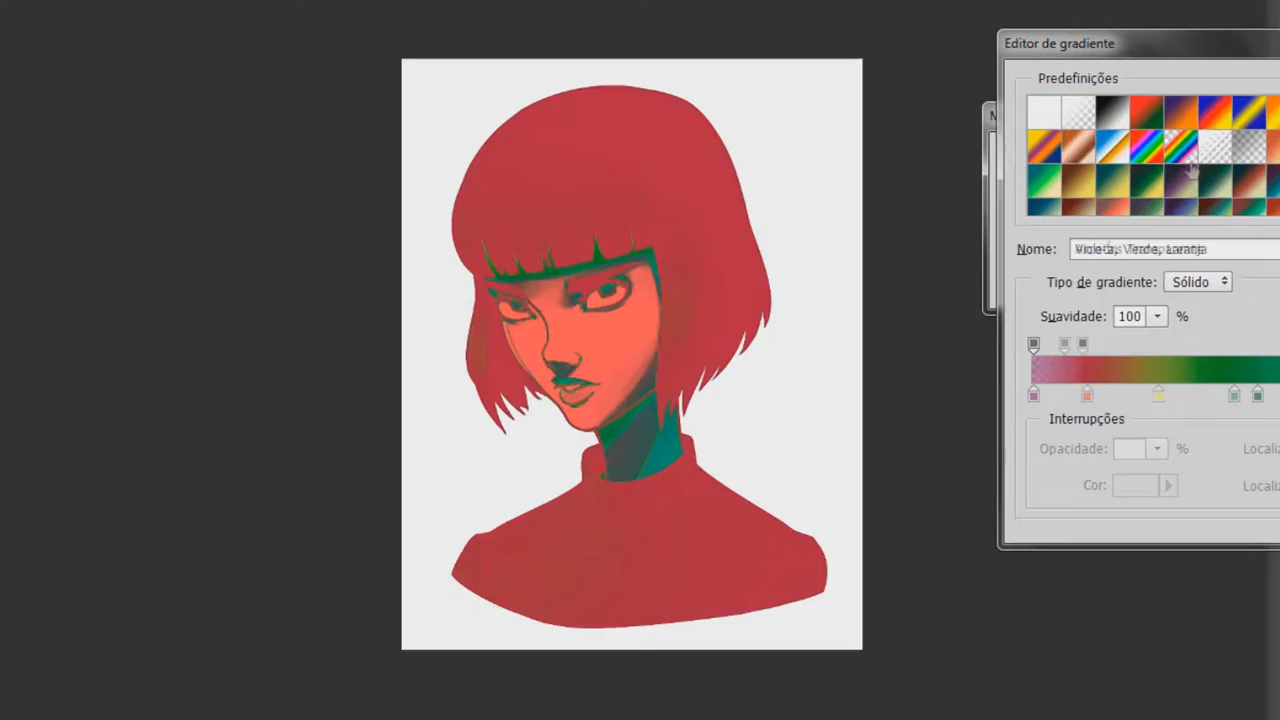 Editor de gradiente
Predefinições
Nome:
Tipo de gradiente: Sólido
Suavidade: 100 %
Interrupções
Opacidade: %
Cor: